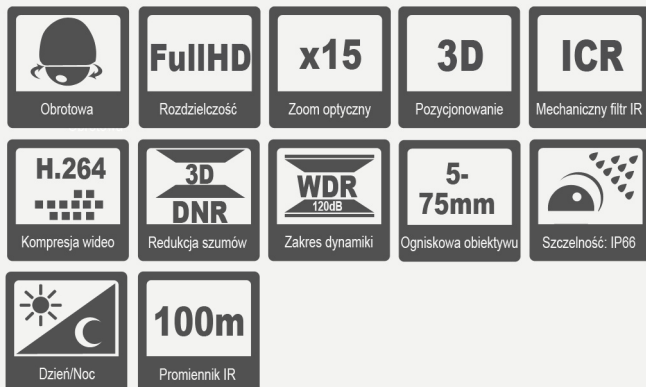 Obrotowa
FullHD
Rozdzielczość
x15
Zoom optyczny
3D
Pozycjonowanie
ICR
Mechaniczny filtr IR
H.264
Kompresja wideo
3D
DNR
Redukcja szumów
WDR
120dB
Zakres dynamiki
5-
75mm
Ogniskowa obiektywu
Szczelność: IP66
Dzień/Noc
100m
Promiennik IR